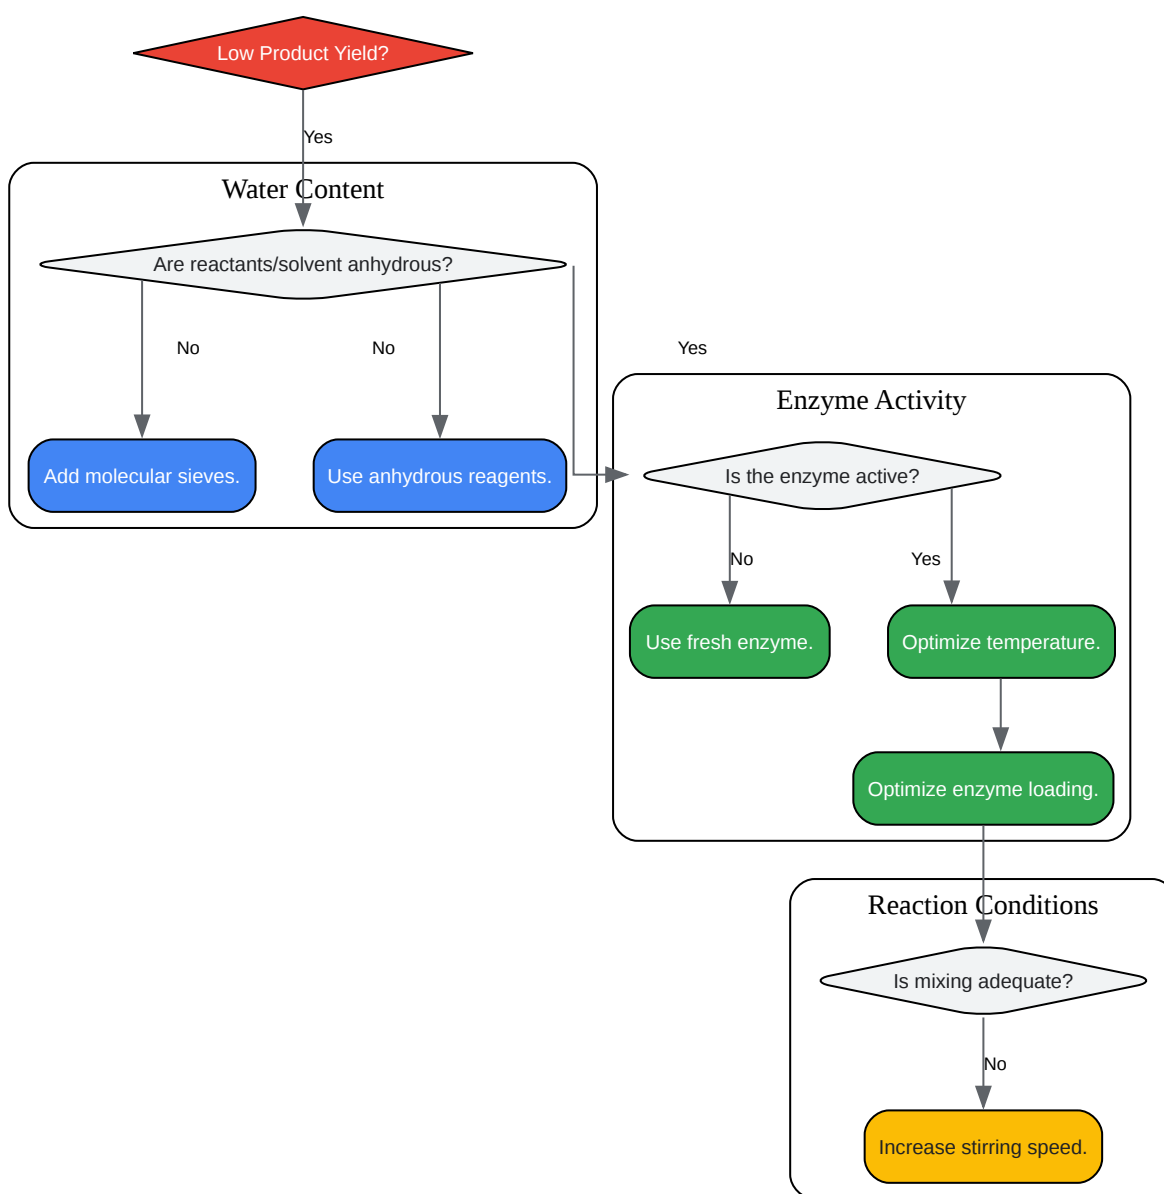 Low Product Yield?
Yes
Water Content
Are reactants/solvent anhydrous?
No
No
Yes
Add molecular sieves.
Use anhydrous reagents.
Enzyme Activity
Is the enzyme active?
No
Yes
Use fresh enzyme.
Optimize temperature.
Optimize enzyme loading.
Reaction Conditions
Is mixing adequate?
No
Increase stirring speed.